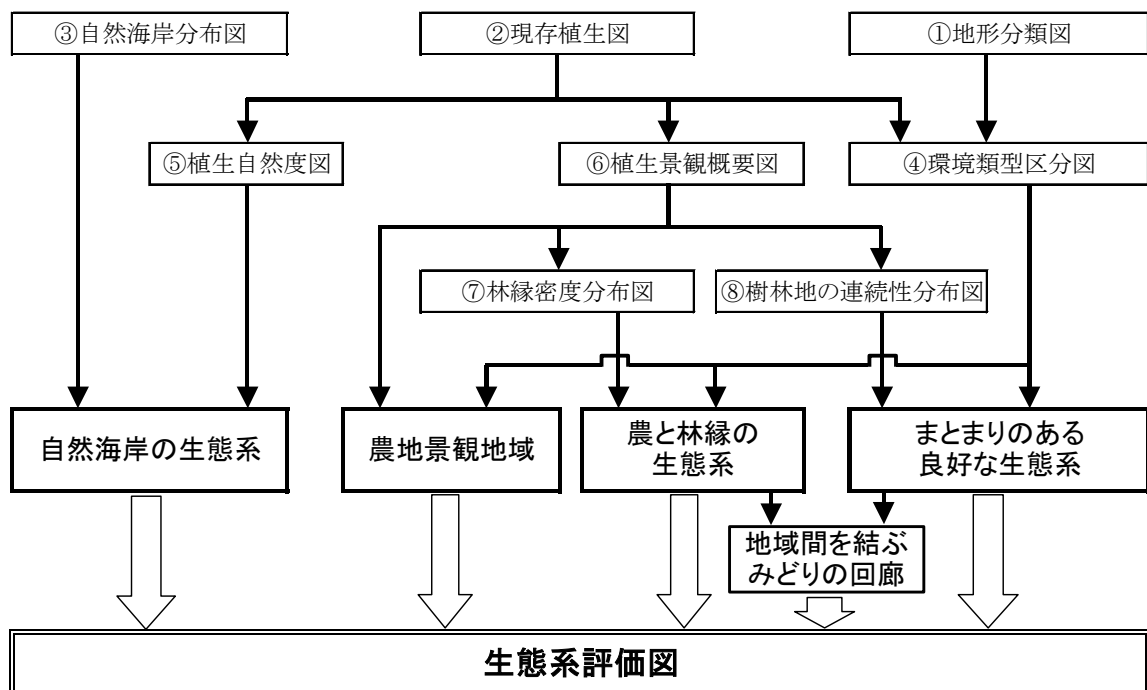 ③自然海岸分布図
②現存植生図
①地形分類図
⑤植生自然度図
⑥植生景観概要図
④環境類型区分図
⑦林縁密度分布図
⑧樹林地の連続性分布図
自然海岸の生態系
農地景観地域
農と林縁の
生態系
まとまりのある
良好な生態系
地域間を結ぶ
みどりの回廊
生態系評価図